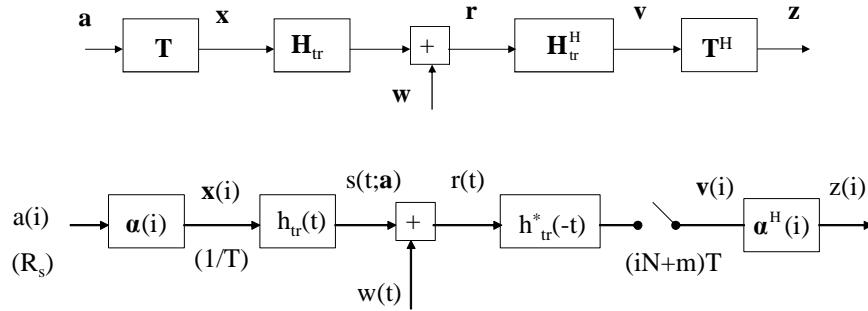 a x r v z
T H_tr + H_tr^H T^H
w
x(i) s(t;a) r(t) v(i) z(i)
a(i) α(i) h_tr(t) + h*_tr(-t) α^H(i)
(R_s) (1/T) (iN+m)T
w(t)